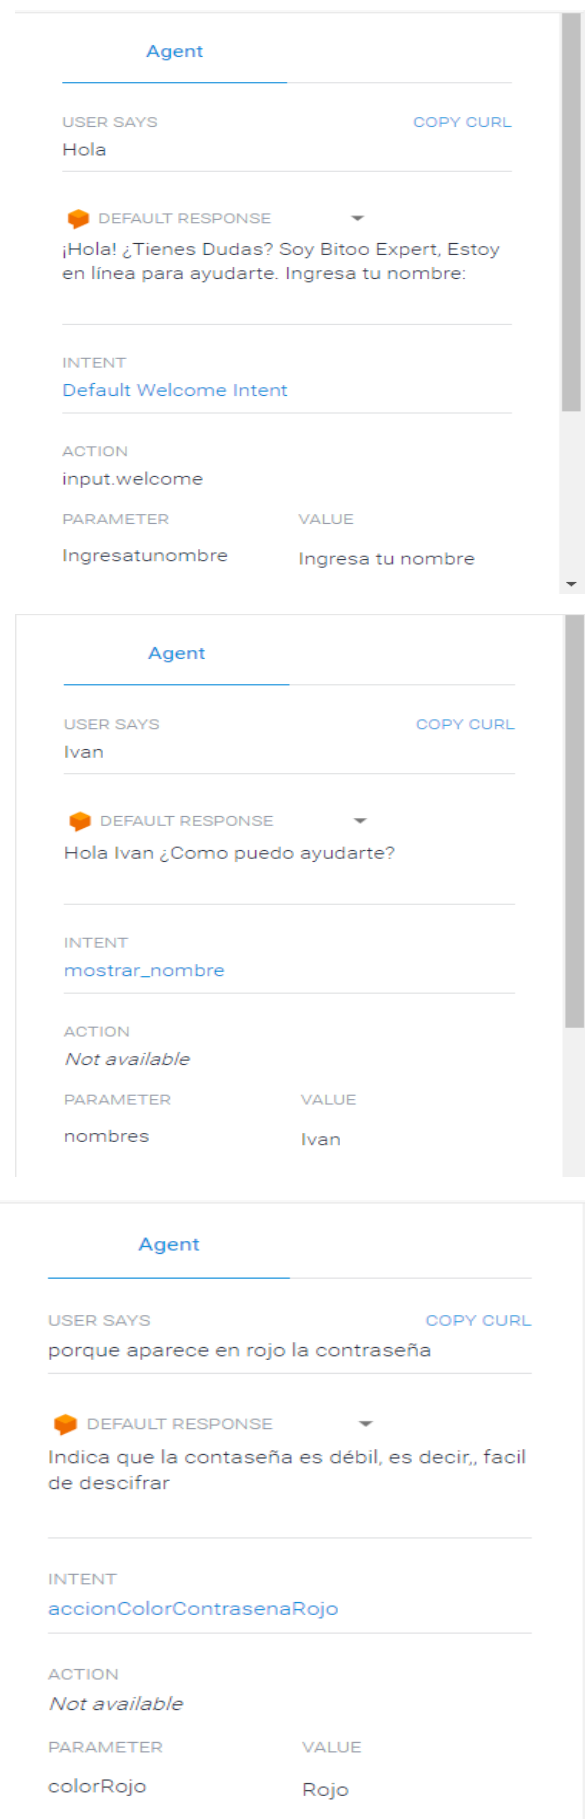 Agent
USER SAYS COPY CURL
Hola
DEFAULT RESPONSE
¡Hola! ¿Tienes Dudas? Soy Bitoo Expert, Estoy
en línea para ayudarte. Ingresa tu nombre:
INTENT
Default Welcome Intent
ACTION
input.welcome
PARAMETER VALUE
Ingresatunombre Ingresa tu nombre
Agent
USER SAYS COPY CURL
Ivan
DEFAULT RESPONSE
Hola Ivan ¿Como puedo ayudarte?
INTENT
mostrar_nombre
ACTION
Not available
PARAMETER VALUE
nombres Ivan
Agent
USER SAYS COPY CURL
porque aparece en rojo la contraseña
DEFAULT RESPONSE
Indica que la contaseña es débil, es decir,, facil
de descifrar
INTENT
accionColorContrasenaRojo
ACTION
Not available
PARAMETER VALUE
colorRojo Rojo